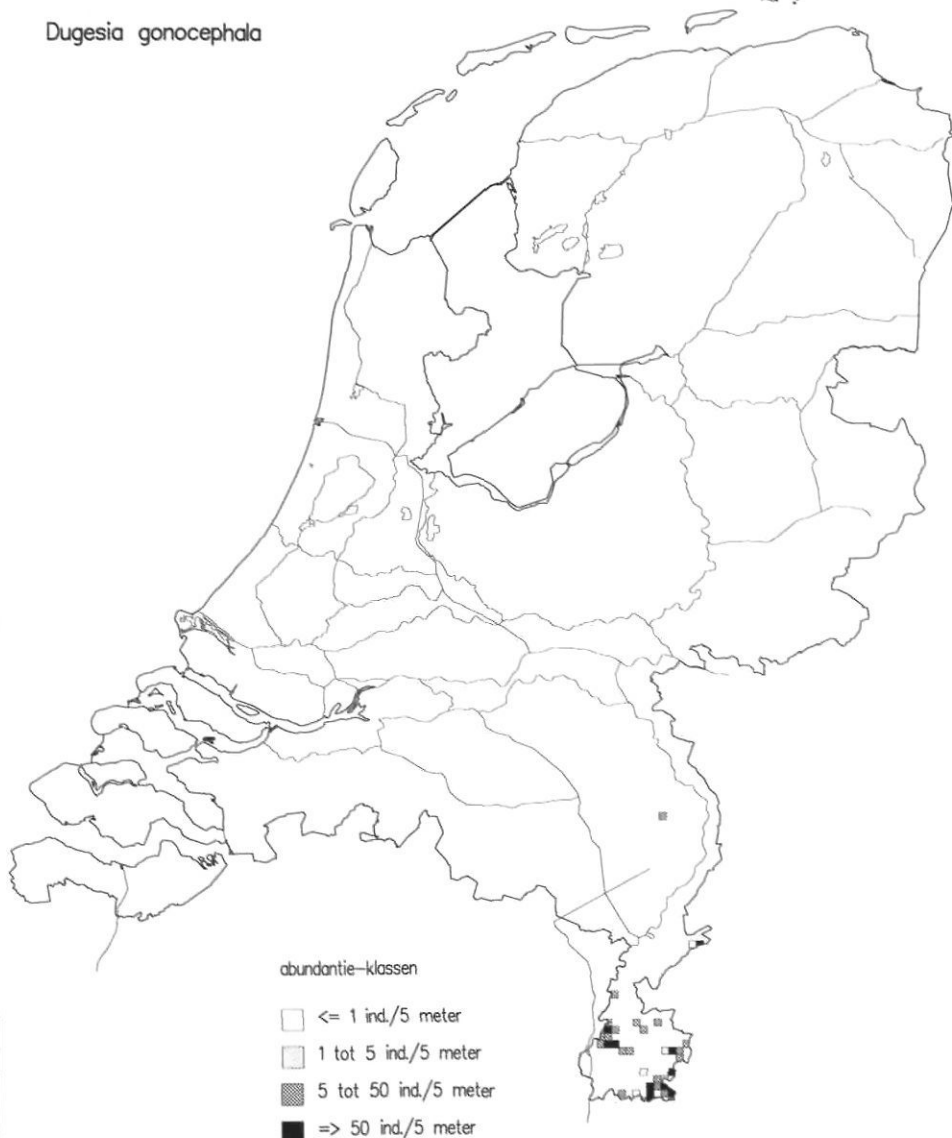 Dugesia gonocephala
abundantie-klassen
<= 1 ind./5 meter
1 tot 5 ind./5 meter
5 tot 50 ind./5 meter
=> 50 ind./5 meter